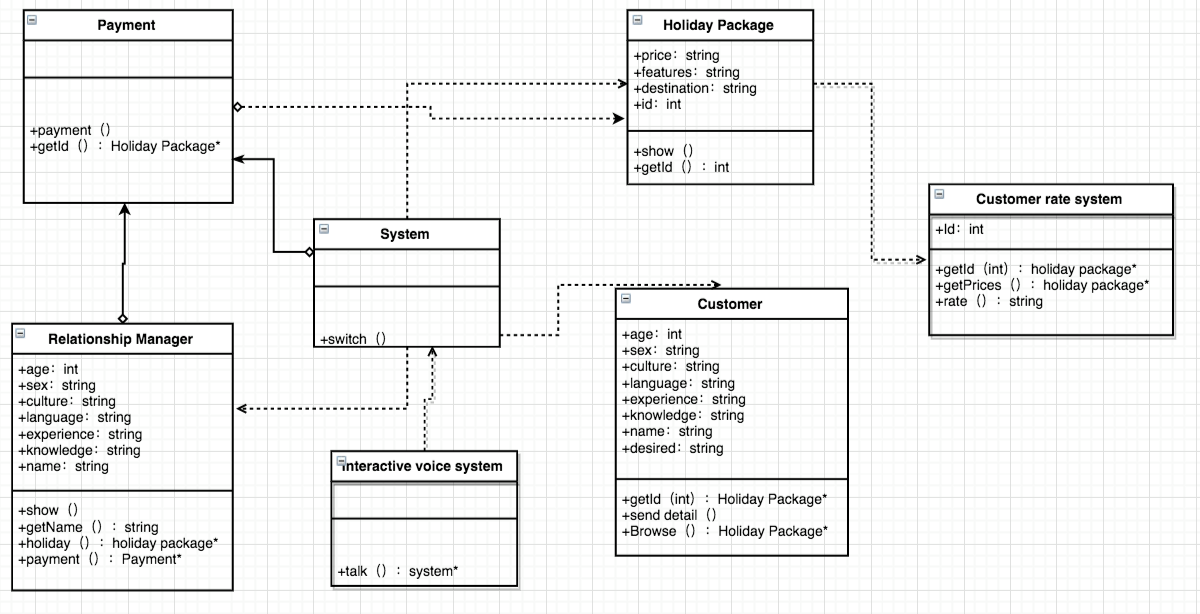 Payment
+payment（）
+getId（）: Holiday Package*
Holiday Package
+price: string
+features: string
+destination: string
+id: int
+show（）
+getId（）: int
Customer rate system
+Id: int
+getId（int）: holiday package*
+getPrices（）: holiday package*
+rate（）: string
System
+switch（）
Customer
+age: int
+sex: string
+culture: string
+language: string
+experience: string
+knowledge: string
+name: string
+desired: string
+getId（int）: Holiday Package*
+send detail（）
+Browse（）: Holiday Package*
Relationship Manager
+age: int
+sex: string
+culture: string
+language: string
+experience: string
+knowledge: string
+name: string
+show（）
+getName（）: string
+holiday（）: holiday package*
+payment（）: Payment*
Interactive voice system
+talk（）: system*